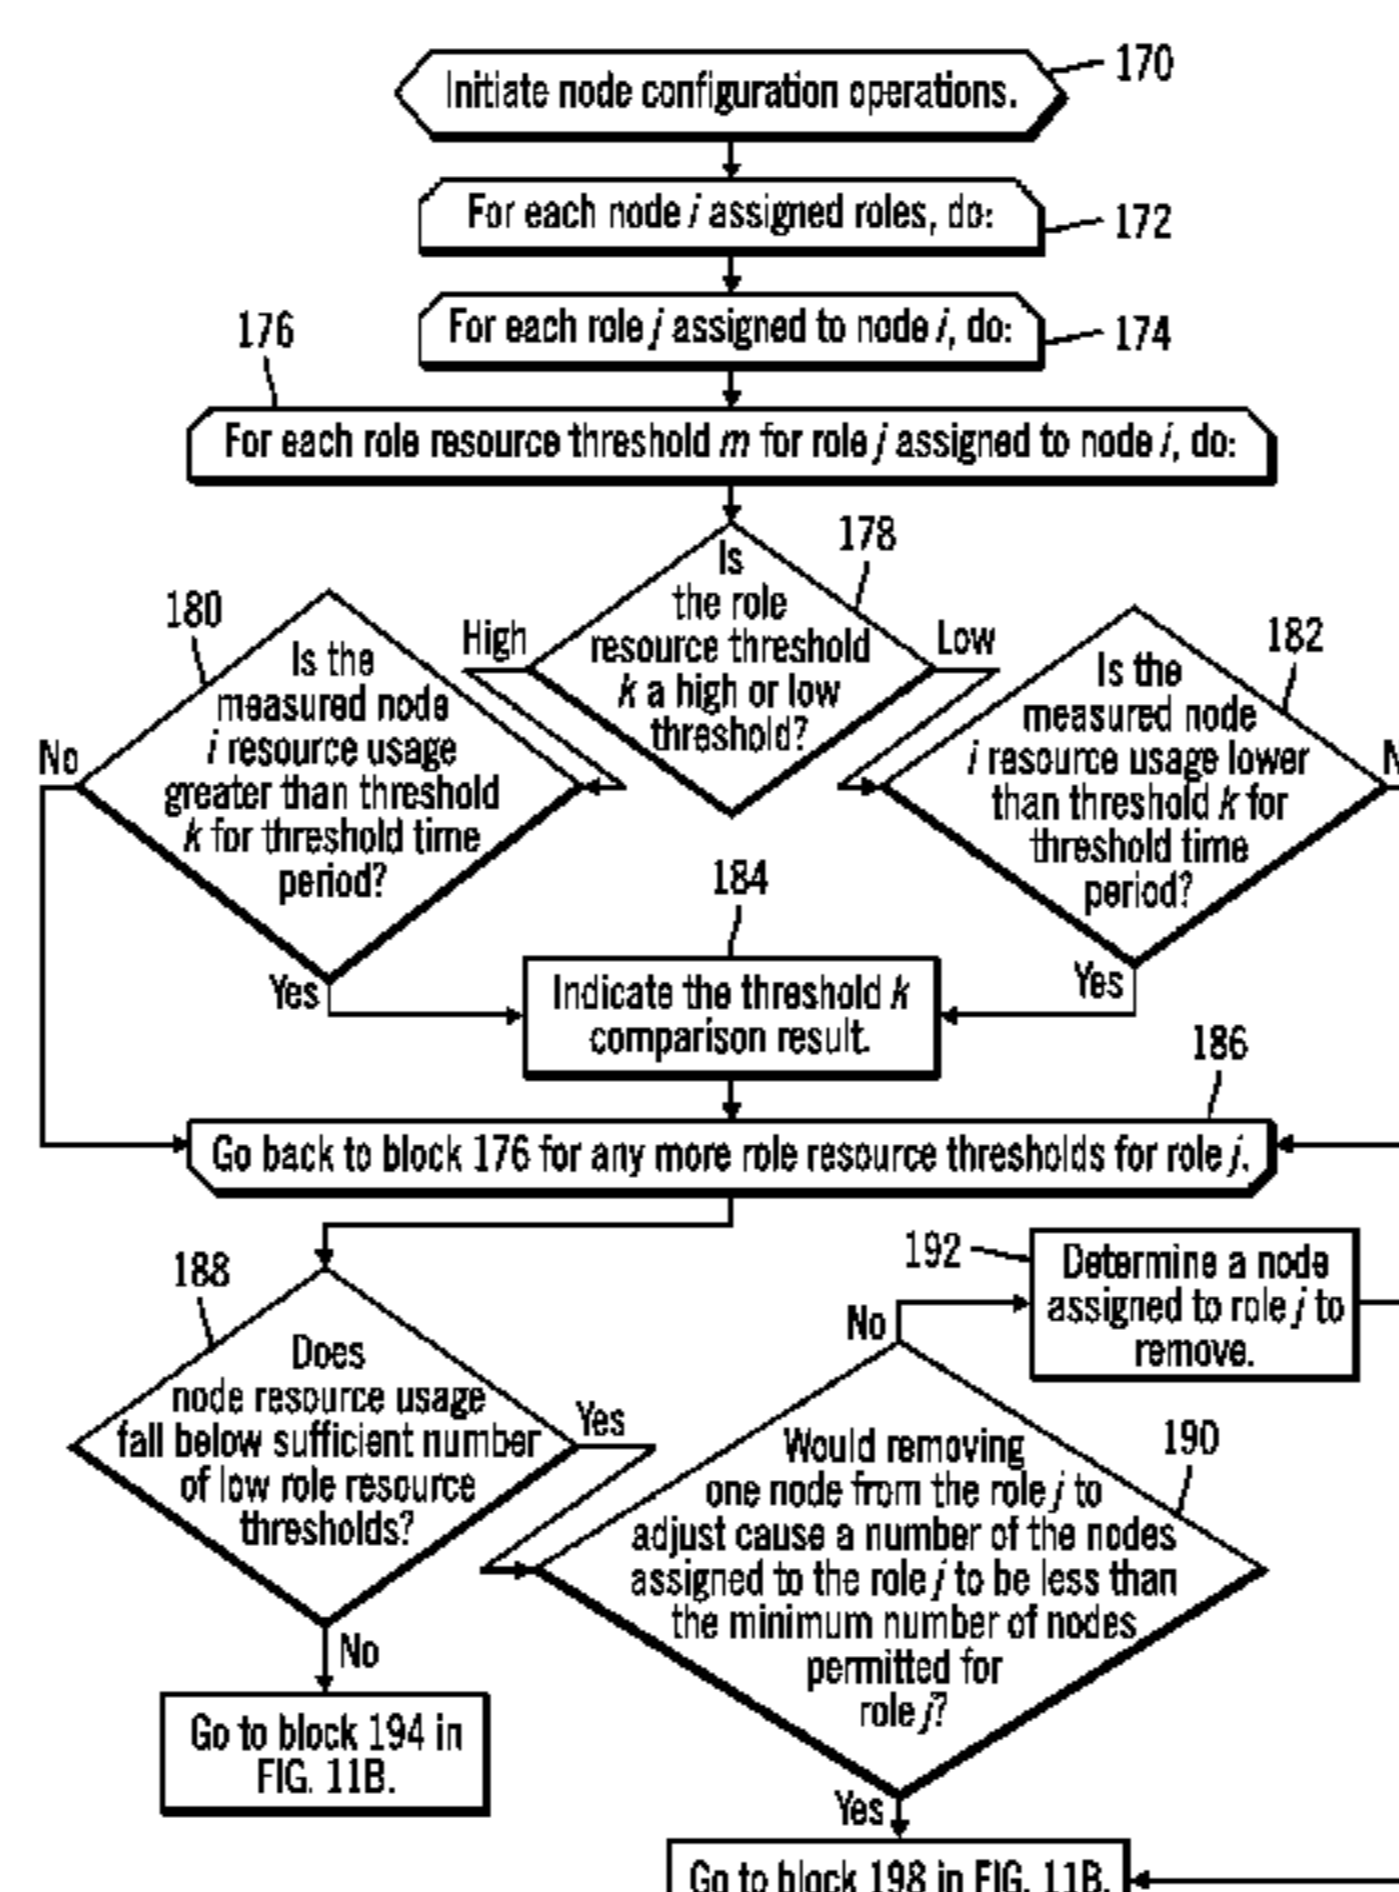 170
Initiate node configuration operations.
For each node i assigned roles, do:
172
For each role j assigned to node i, do:
174
176
For each role resource threshold m for role j assigned to node i, do:
178
Is
the role
resource threshold
k a high or low
threshold?
High
Low
180
Is the
measured node
i resource usage
greater than threshold
k for threshold time
period?
No
Yes
182
Is the
measured node
i resource usage lower
than threshold k for
threshold time
period?
Yes
184
Indicate the threshold k
comparison result.
186
Go back to block 176 for any more role resource thresholds for role j.
188
Does
node resource usage
fall below sufficient number
of low role resource
thresholds?
Yes
No
Go to block 194 in
FIG. 11B.
192
Determine a node
assigned to role j to
remove.
No
190
Would removing
one node from the role j to
adjust cause a number of the nodes
assigned to the role j to be less than
the minimum number of nodes
permitted for
role j?
Yes
Go to block 198 in FIG. 11B.